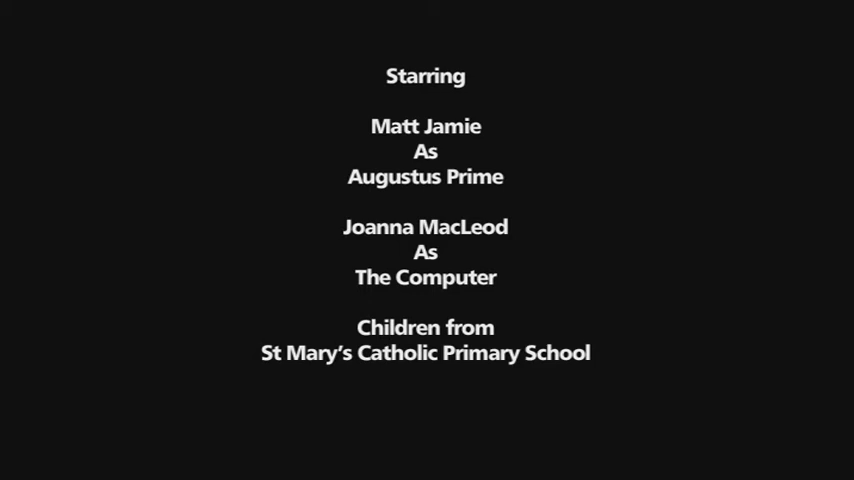 Starring
Matt Jamie
As
Augustus Prime
Joanna MacLeod
As
The Computer
Children from
St Mary’s Catholic Primary School